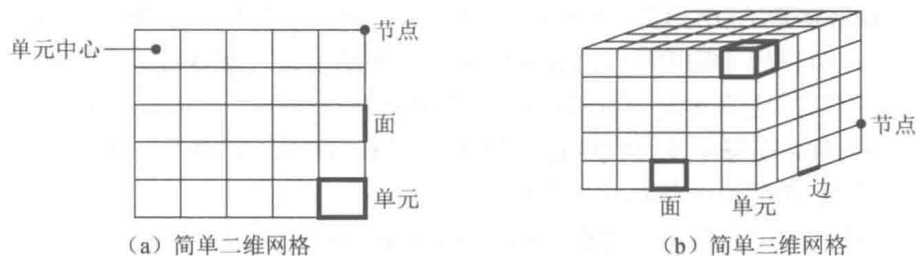 单元中心
节点
面
单元
(a) 简单二维网格
节点
边
面
单元
(b) 简单三维网格